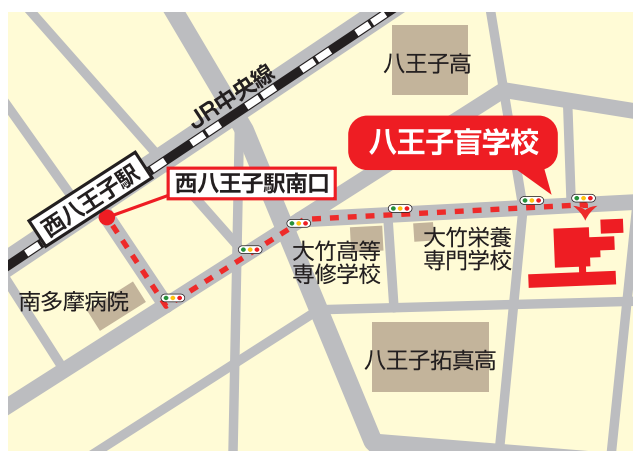 八王子高
JR中央線
八王子盲学校
西八王子駅
西八王子駅南口
大竹高等
専修学校
大竹栄養
専門学校
南多摩病院
八王子拓真高